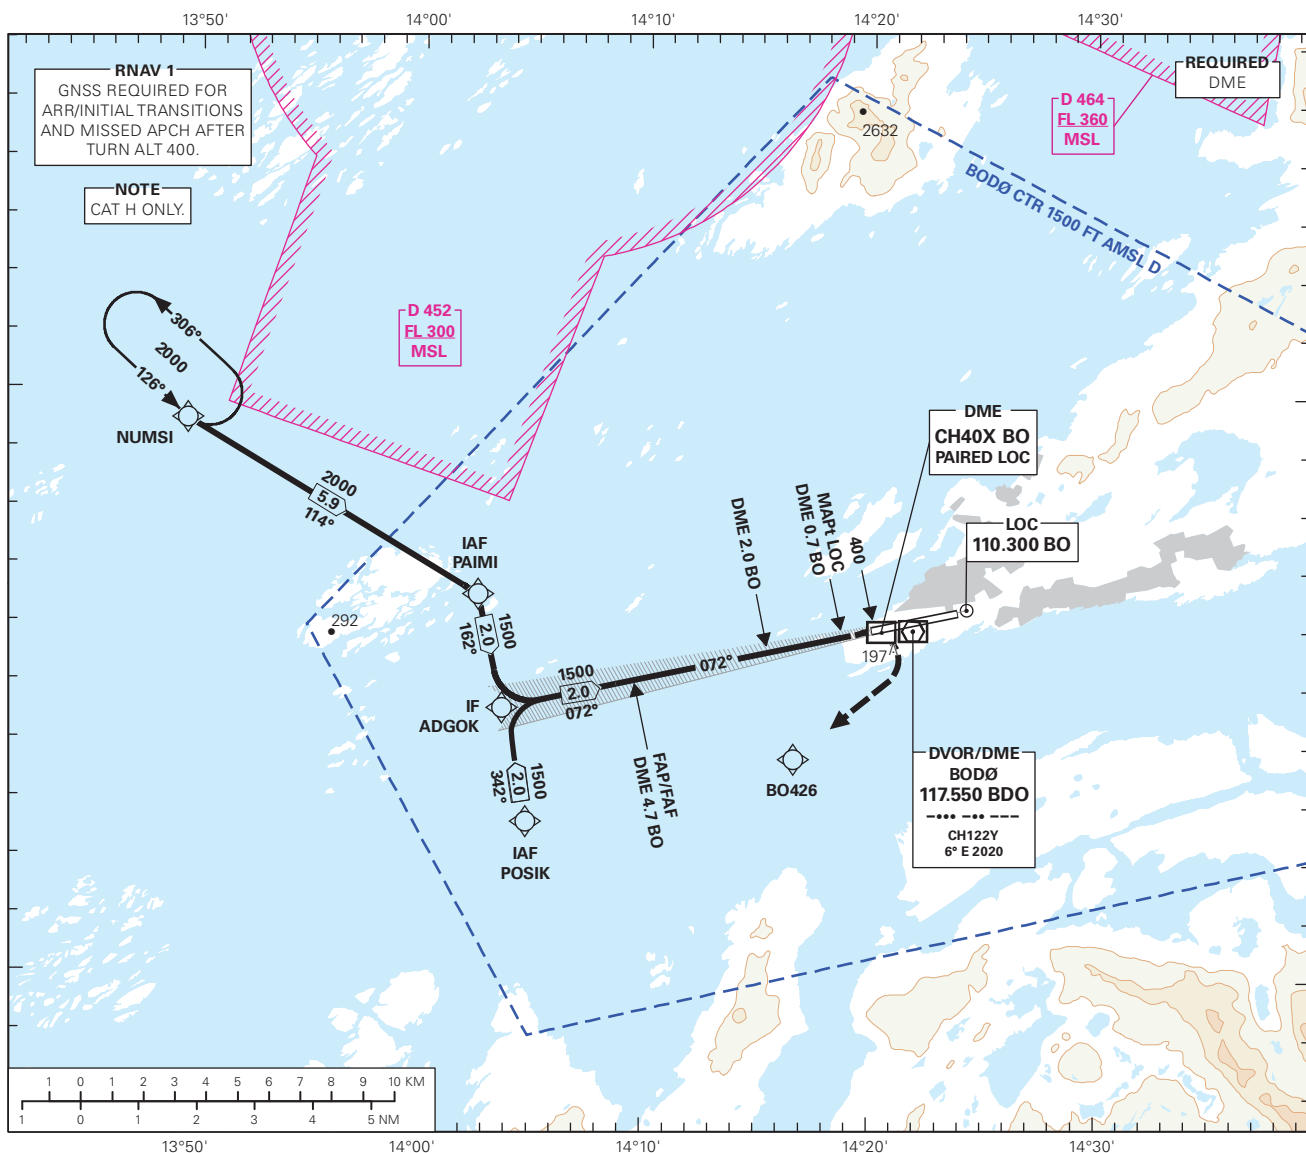 13°50'
14°00'
14°10'
14°20'
14°30'
RNAV 1
GNSS REQUIRED FOR
ARR/INITIAL TRANSITIONS
AND MISSED APCH AFTER
TURN ALT 400.
NOTE
CAT H ONLY.
REQUIRED
DME
D 464
FL 360
MSL
2632
BODØ CTR 1500 FT AMSL D
D 452
FL 300
MSL
306°
2000
126°
NUMSI
2000
5.9
114°
IAF
PAIMI
292
1500
2.0
162°
IF
ADGOK
1500
2.0
072°
072°
1500
2.0
342°
IAF
POSIK
FAP/FAF
DME 4.7 BO
DME 2.0 BO
MAPt LOC
DME 0.7 BO
400
DME
CH40X BO
PAIRED LOC
LOC
110.300 BO
197
BO426
DVOR/DME
BODØ
117.550 BDO
CH122Y
6° E 2020
1 0 1 2 3 4 5 6 7 8 9 10 KM
1 0 1 2 3 4 5 NM
13°50'
14°00'
14°10'
14°20'
14°30'